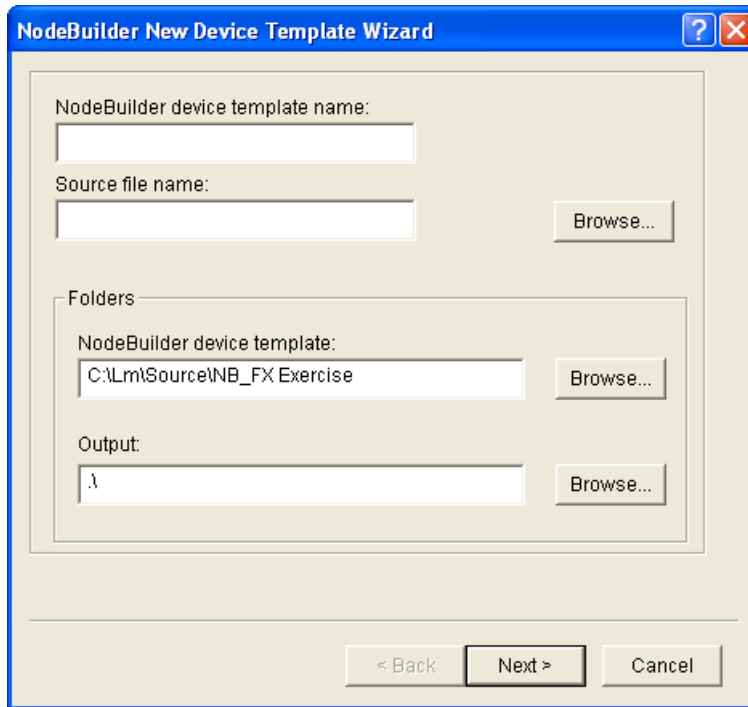 NodeBuilder New Device Template Wizard
NodeBuilder device template name:
Source file name:
Browse...
Folders
NodeBuilder device template:
C:\Lm\Source\NB_FX Exercise
Browse...
Output:
.\
Browse...
< Back
Next >
Cancel